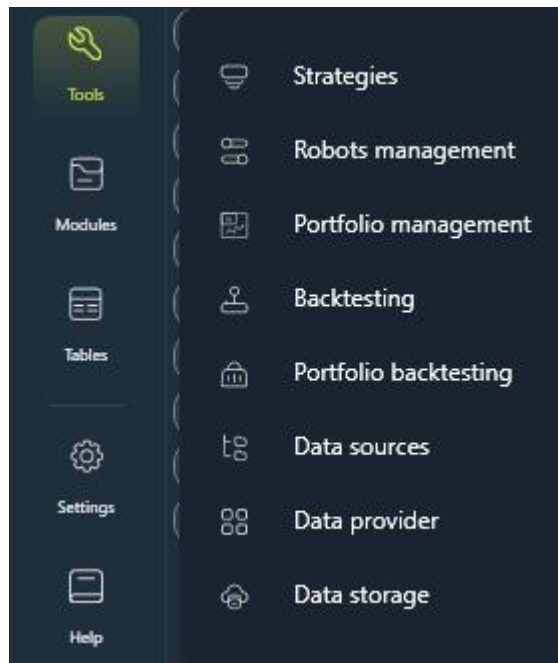 Tools
Modules
Tables
Settings
Help
Strategies
Robots management
Portfolio management
Backtesting
Portfolio backtesting
Data sources
Data provider
Data storage